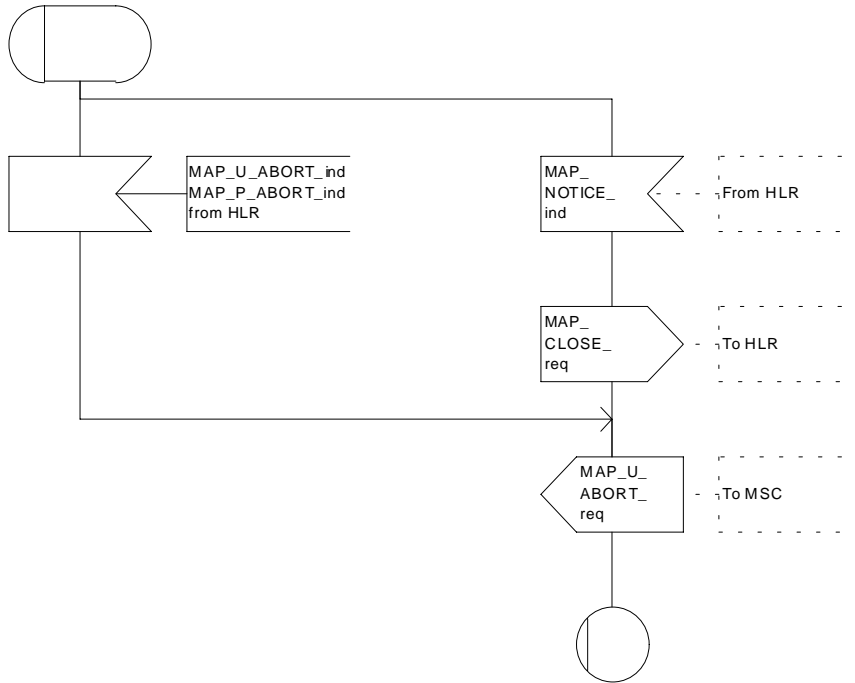 MAP_U_ABORT_ind
MAP_P_ABORT_ind
from HLR
MAP_
NOTICE_
ind
From HLR
MAP_
CLOSE_
req
To HLR
MAP_U_
ABORT_
req
To MSC